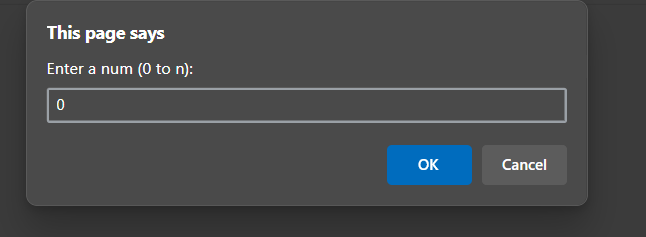 This page says
Enter a num (0 to n):
0
OK Cancel